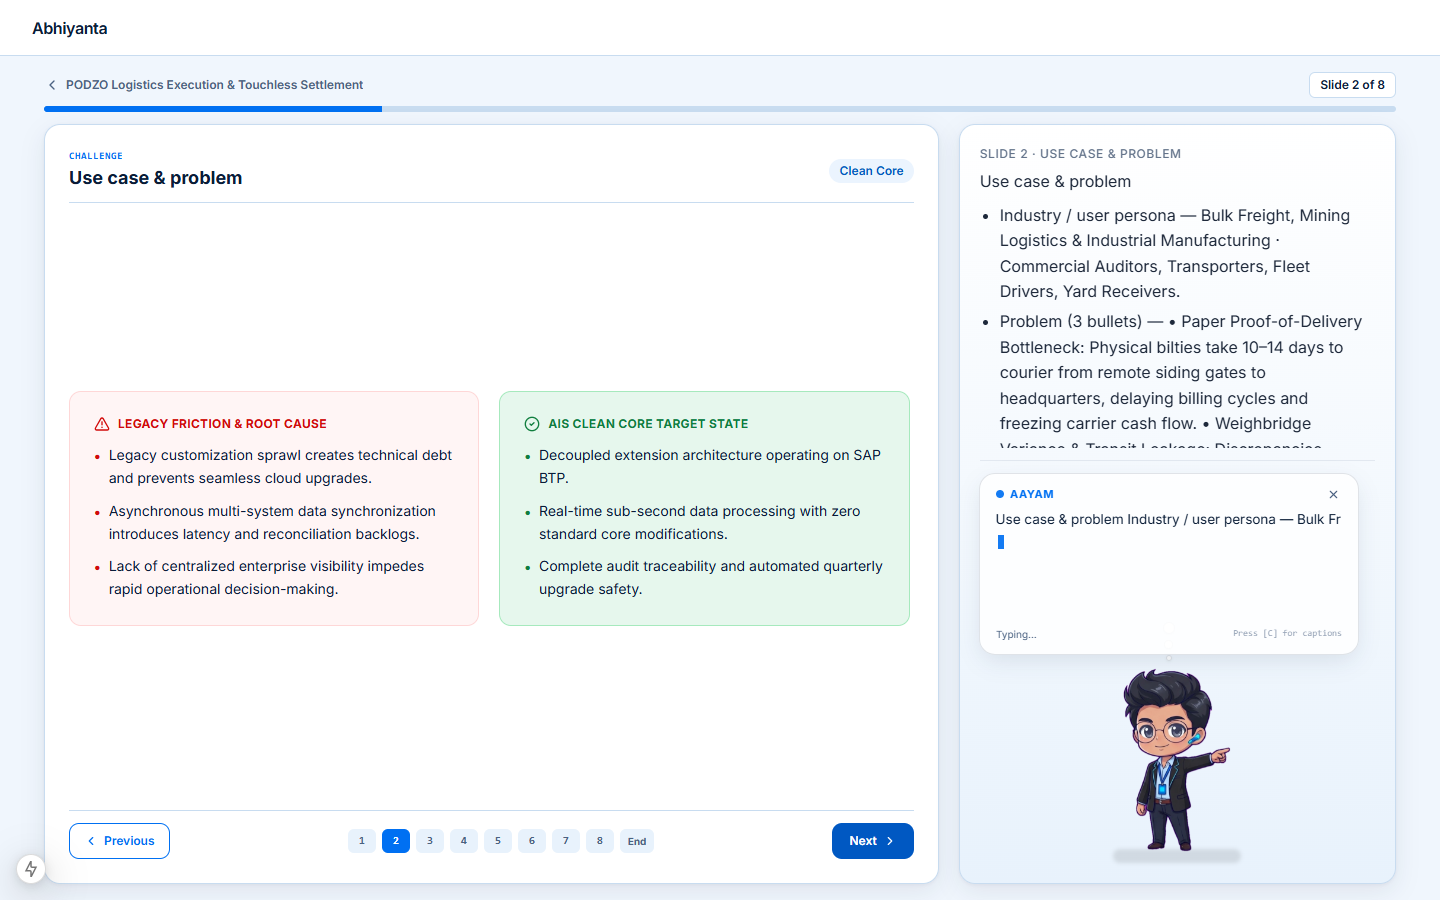 Abhiyanta
PODZO Logistics Execution & Touchless Settlement
Slide 2 of 8
CHALLENGE
Use case & problem
Clean Core
LEGACY FRICTION & ROOT CAUSE
Legacy customization sprawl creates technical debt
and prevents seamless cloud upgrades.
Asynchronous multi-system data synchronization
introduces latency and reconciliation backlogs.
Lack of centralized enterprise visibility impedes
rapid operational decision-making.
AIS CLEAN CORE TARGET STATE
Decoupled extension architecture operating on SAP
BTP.
Real-time sub-second data processing with zero
standard core modifications.
Complete audit traceability and automated quarterly
upgrade safety.
Previous
1 2 3 4 5 6 7 8 End
Next
SLIDE 2 · USE CASE & PROBLEM
Use case & problem
• Industry / user persona — Bulk Freight, Mining
Logistics & Industrial Manufacturing ·
Commercial Auditors, Transporters, Fleet
Drivers, Yard Receivers.
• Problem (3 bullets) — • Paper Proof-of-Delivery
Bottleneck: Physical bilties take 10–14 days to
courier from remote siding gates to
headquarters, delaying billing cycles and
freezing carrier cash flow. • Weighbridge
Variance & Transit Leakage: Discrepancies
AAYAM
Use case & problem Industry / user persona — Bulk Fr
Typing...
Press [C] for captions